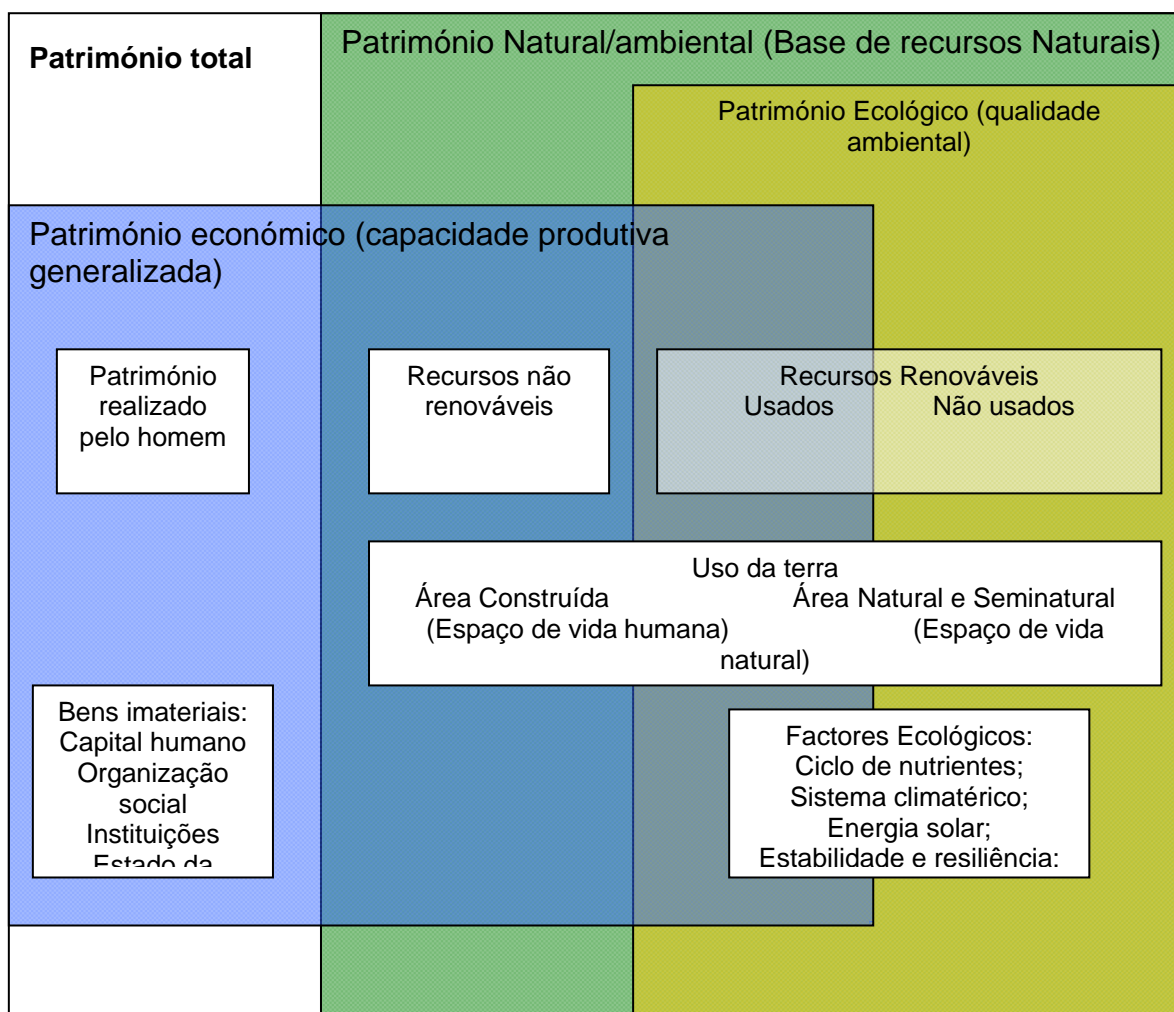 Património total
Património Natural/ambiental (Base de recursos Naturais)
Património Ecológico (qualidade
ambiental)
Património económico (capacidade produtiva
generalizada)
Património
realizado
pelo homem
Recursos não
renováveis
Recursos Renováveis
Usados Não usados
Uso da terra
Área Construída Área Natural e Seminatural
(Espaço de vida humana) (Espaço de vida
natural)
Bens imateriais:
Capital humano
Organização
social
Instituições
Estado da
Factores Ecológicos:
Ciclo de nutrientes;
Sistema climatérico;
Energia solar;
Estabilidade e resiliência: